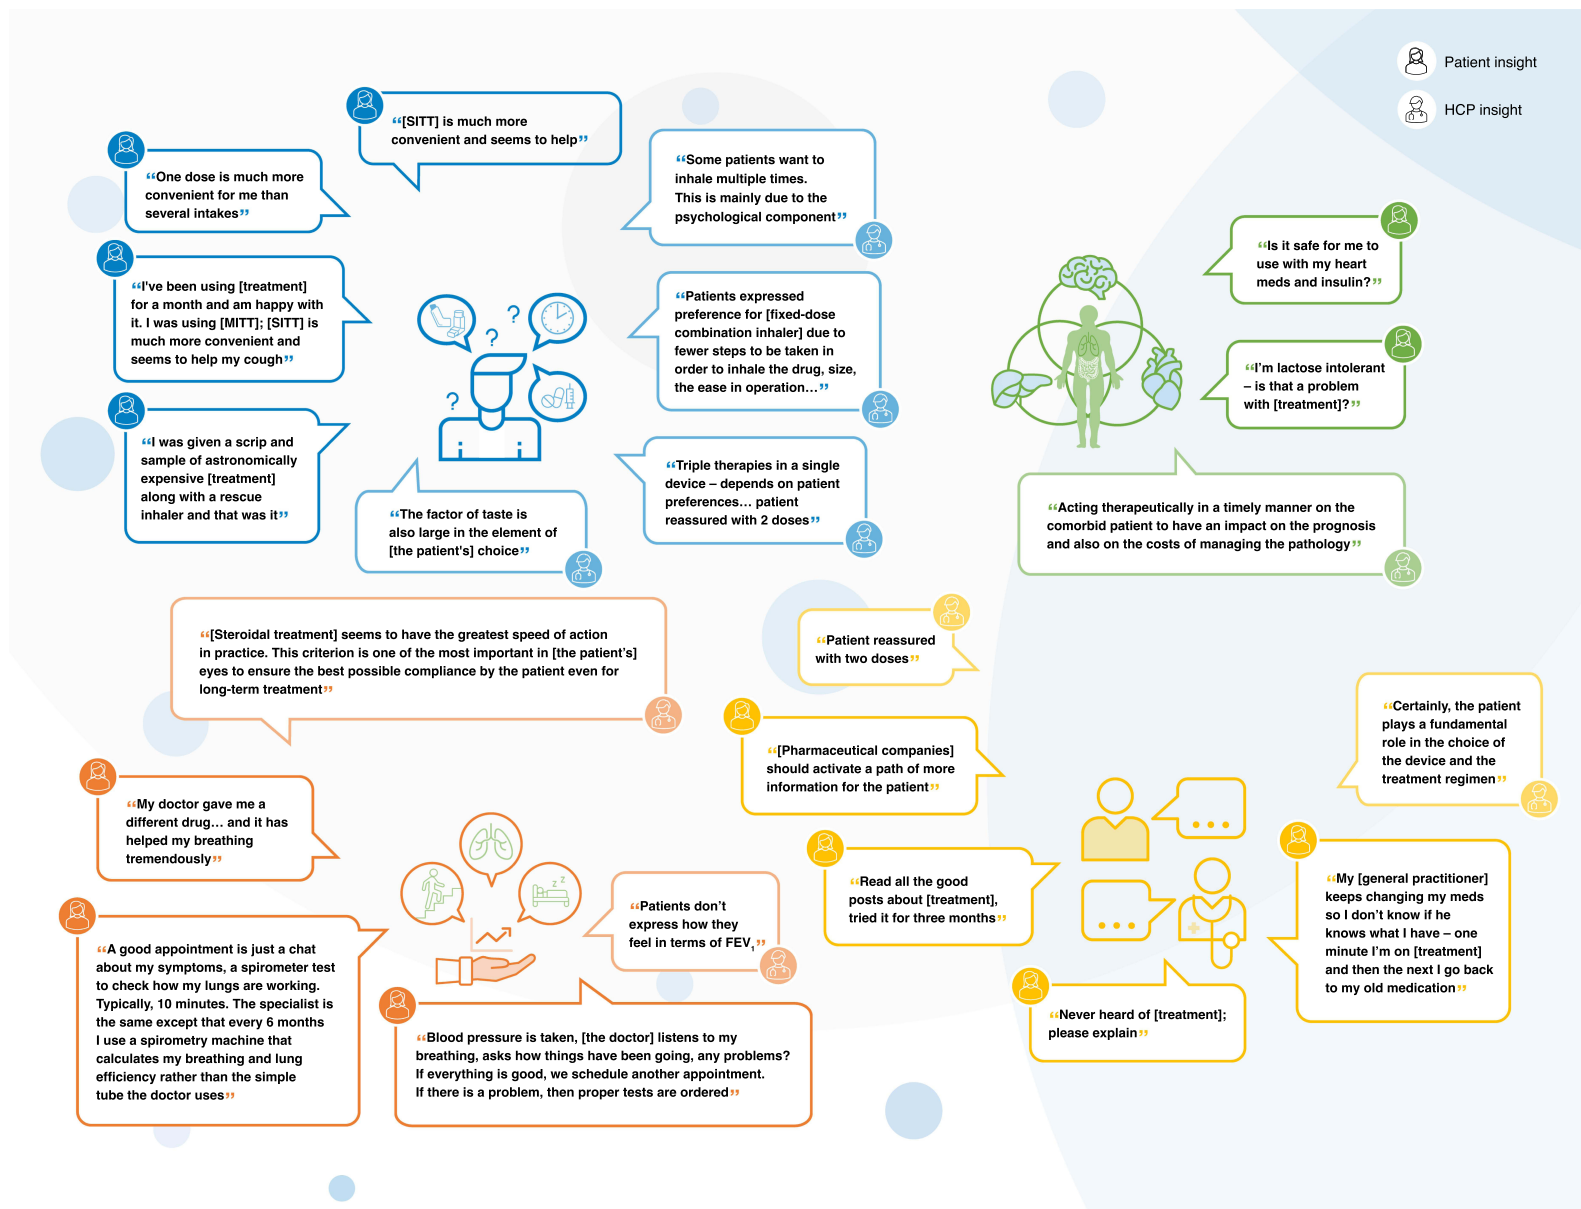 Patient insight
HCP insight
“[SITT] is much more
convenient and seems to help”
“One dose is much more
convenient for me than
several intakes”
“Some patients want to
inhale multiple times.
This is mainly due to the
psychological component”
“I've been using [treatment]
for a month and am happy with
it. I was using [MITT]; [SITT] is
much more convenient and
seems to help my cough”
“Patients expressed
preference for [fixed-dose
combination inhaler] due to
fewer steps to be taken in
order to inhale the drug, size,
the ease in operation…”
“I was given a scrip and
sample of astronomically
expensive [treatment]
along with a rescue
inhaler and that was it”
“Triple therapies in a single
device – depends on patient
preferences… patient
reassured with 2 doses”
“The factor of taste is
also large in the element of
[the patient's] choice”
? ? ?
“Is it safe for me to
use with my heart
meds and insulin?”
“I’m lactose intolerant
– is that a problem
with [treatment]?”
“Acting therapeutically in a timely manner on the
comorbid patient to have an impact on the prognosis
and also on the costs of managing the pathology”
“[Steroidal treatment] seems to have the greatest speed of action
in practice. This criterion is one of the most important in [the patient’s]
eyes to ensure the best possible compliance by the patient even for
long-term treatment”
“My doctor gave me a
different drug… and it has
helped my breathing
tremendously”
“A good appointment is just a chat
about my symptoms, a spirometer test
to check how my lungs are working.
Typically, 10 minutes. The specialist is
the same except that every 6 months
I use a spirometry machine that
calculates my breathing and lung
efficiency rather than the simple
tube the doctor uses”
z z
“Patients don’t
express how they
feel in terms of FEV1”
“Blood pressure is taken, [the doctor] listens to my
breathing, asks how things have been going, any problems?
If everything is good, we schedule another appointment.
If there is a problem, then proper tests are ordered”
“Patient reassured
with two doses”
“[Pharmaceutical companies]
should activate a path of more
information for the patient”
“Certainly, the patient
plays a fundamental
role in the choice of
the device and the
treatment regimen”
“Read all the good
posts about [treatment],
tried it for three months”
“My [general practitioner]
keeps changing my meds
so I don’t know if he
knows what I have – one
minute I’m on [treatment]
and then the next I go back
to my old medication”
“Never heard of [treatment];
please explain”